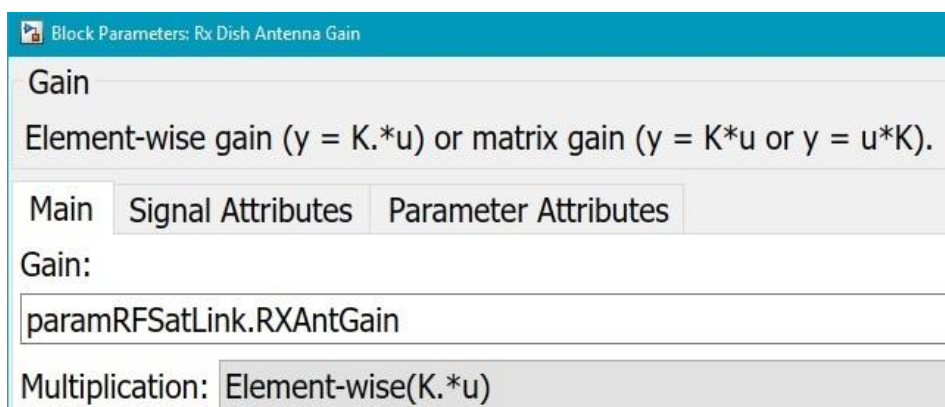 Block Parameters: Rx Dish Antenna Gain
Gain
Element-wise gain (y = K.*u) or matrix gain (y = K*u or y = u*K).
Main Signal Attributes Parameter Attributes
Gain:
paramRFSatLink.RXAntGain
Multiplication: Element-wise(K.*u)